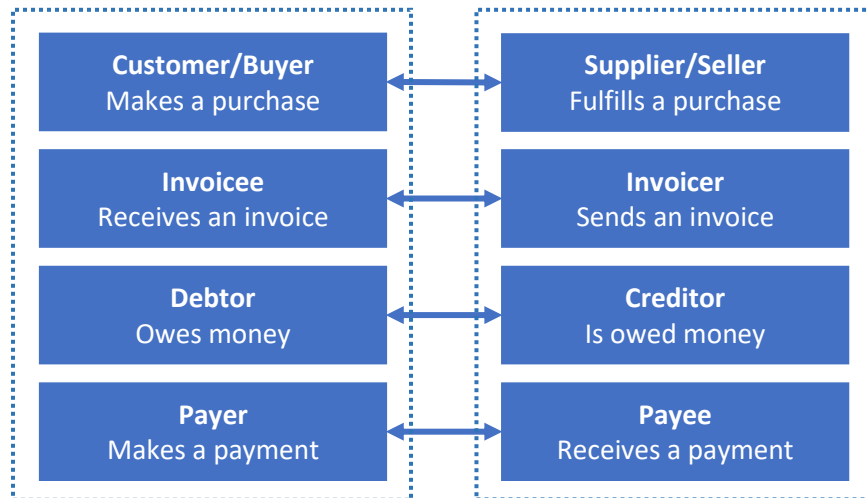 Customer/Buyer
Makes a purchase
Supplier/Seller
Fulfills a purchase
Invoicee
Receives an invoice
Invoicer
Sends an invoice
Debtor
Owes money
Creditor
Is owed money
Payer
Makes a payment
Payee
Receives a payment